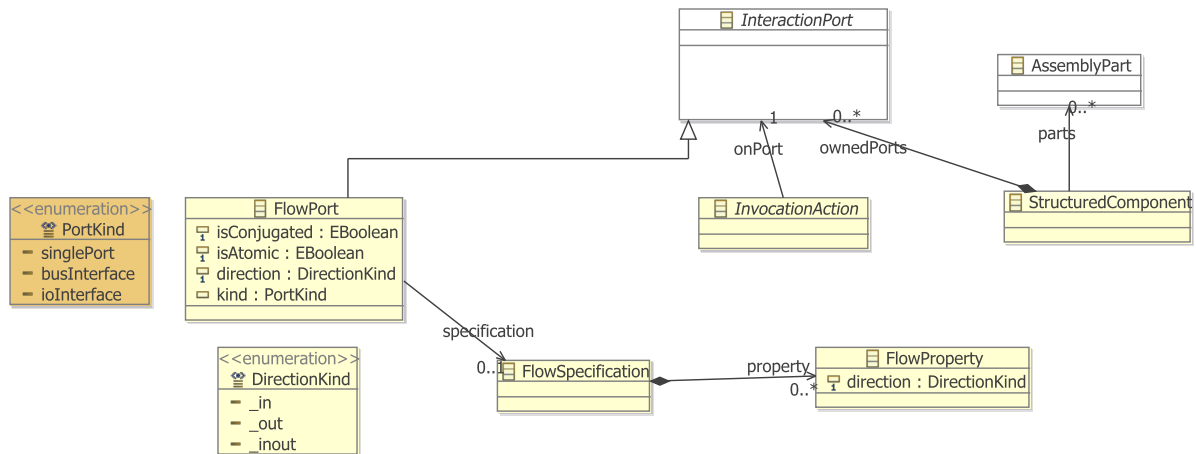 InteractionPort
AssemblyPart
0..*
parts
1
0..*
onPort
ownedPorts
<<enumeration>>
PortKind
singlePort
busInterface
ioInterface
FlowPort
isConjugated : EBoolean
isAtomic : EBoolean
direction : DirectionKind
kind : PortKind
InvocationAction
StructuredComponent
specification
0..1
<<enumeration>>
DirectionKind
_in
_out
_inout
FlowSpecification
property
0..*
FlowProperty
direction : DirectionKind